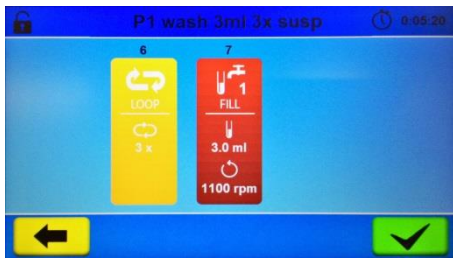 P1 wash 3ml 3x susp
0:05:20
6
7
LOOP
3 x
1
FILL
3.0 ml
1100 rpm